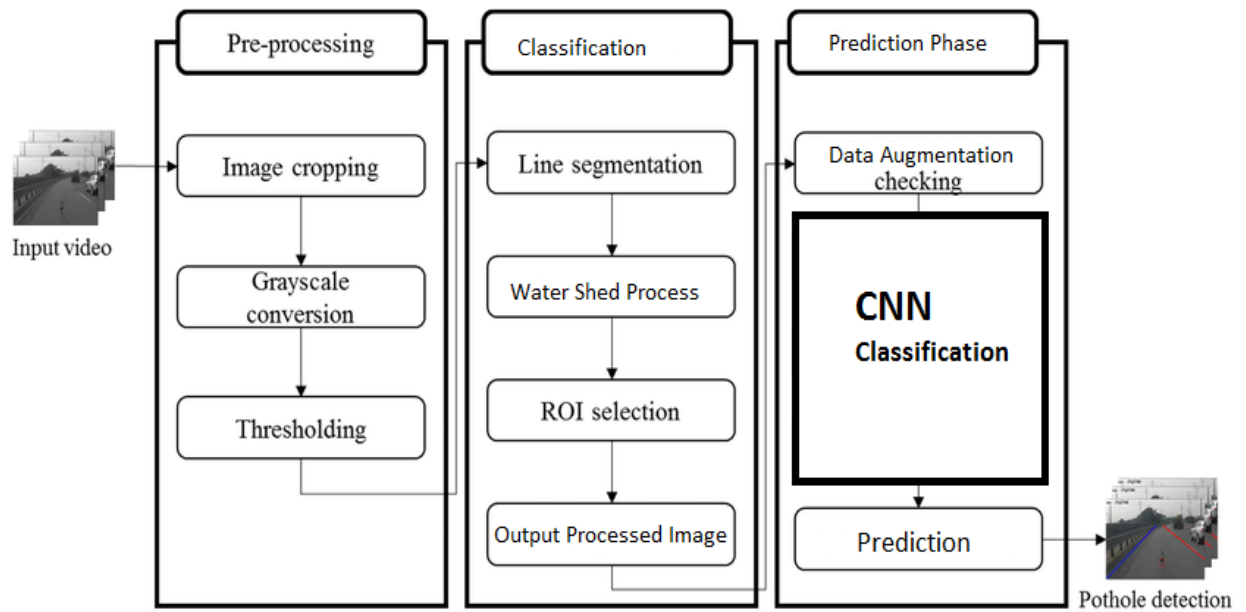 Pre-processing
Classification
Prediction Phase
Input video
Image cropping
Grayscale
conversion
Thresholding
Line segmentation
Water Shed Process
ROI selection
Output Processed Image
Data Augmentation
checking
CNN
Classification
Prediction
Pothole detection